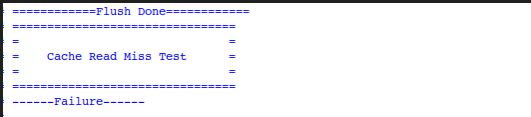 ============Flush Done============
================================
=                              =
=    Cache Read Miss Test      =
=                              =
================================
------Failure------